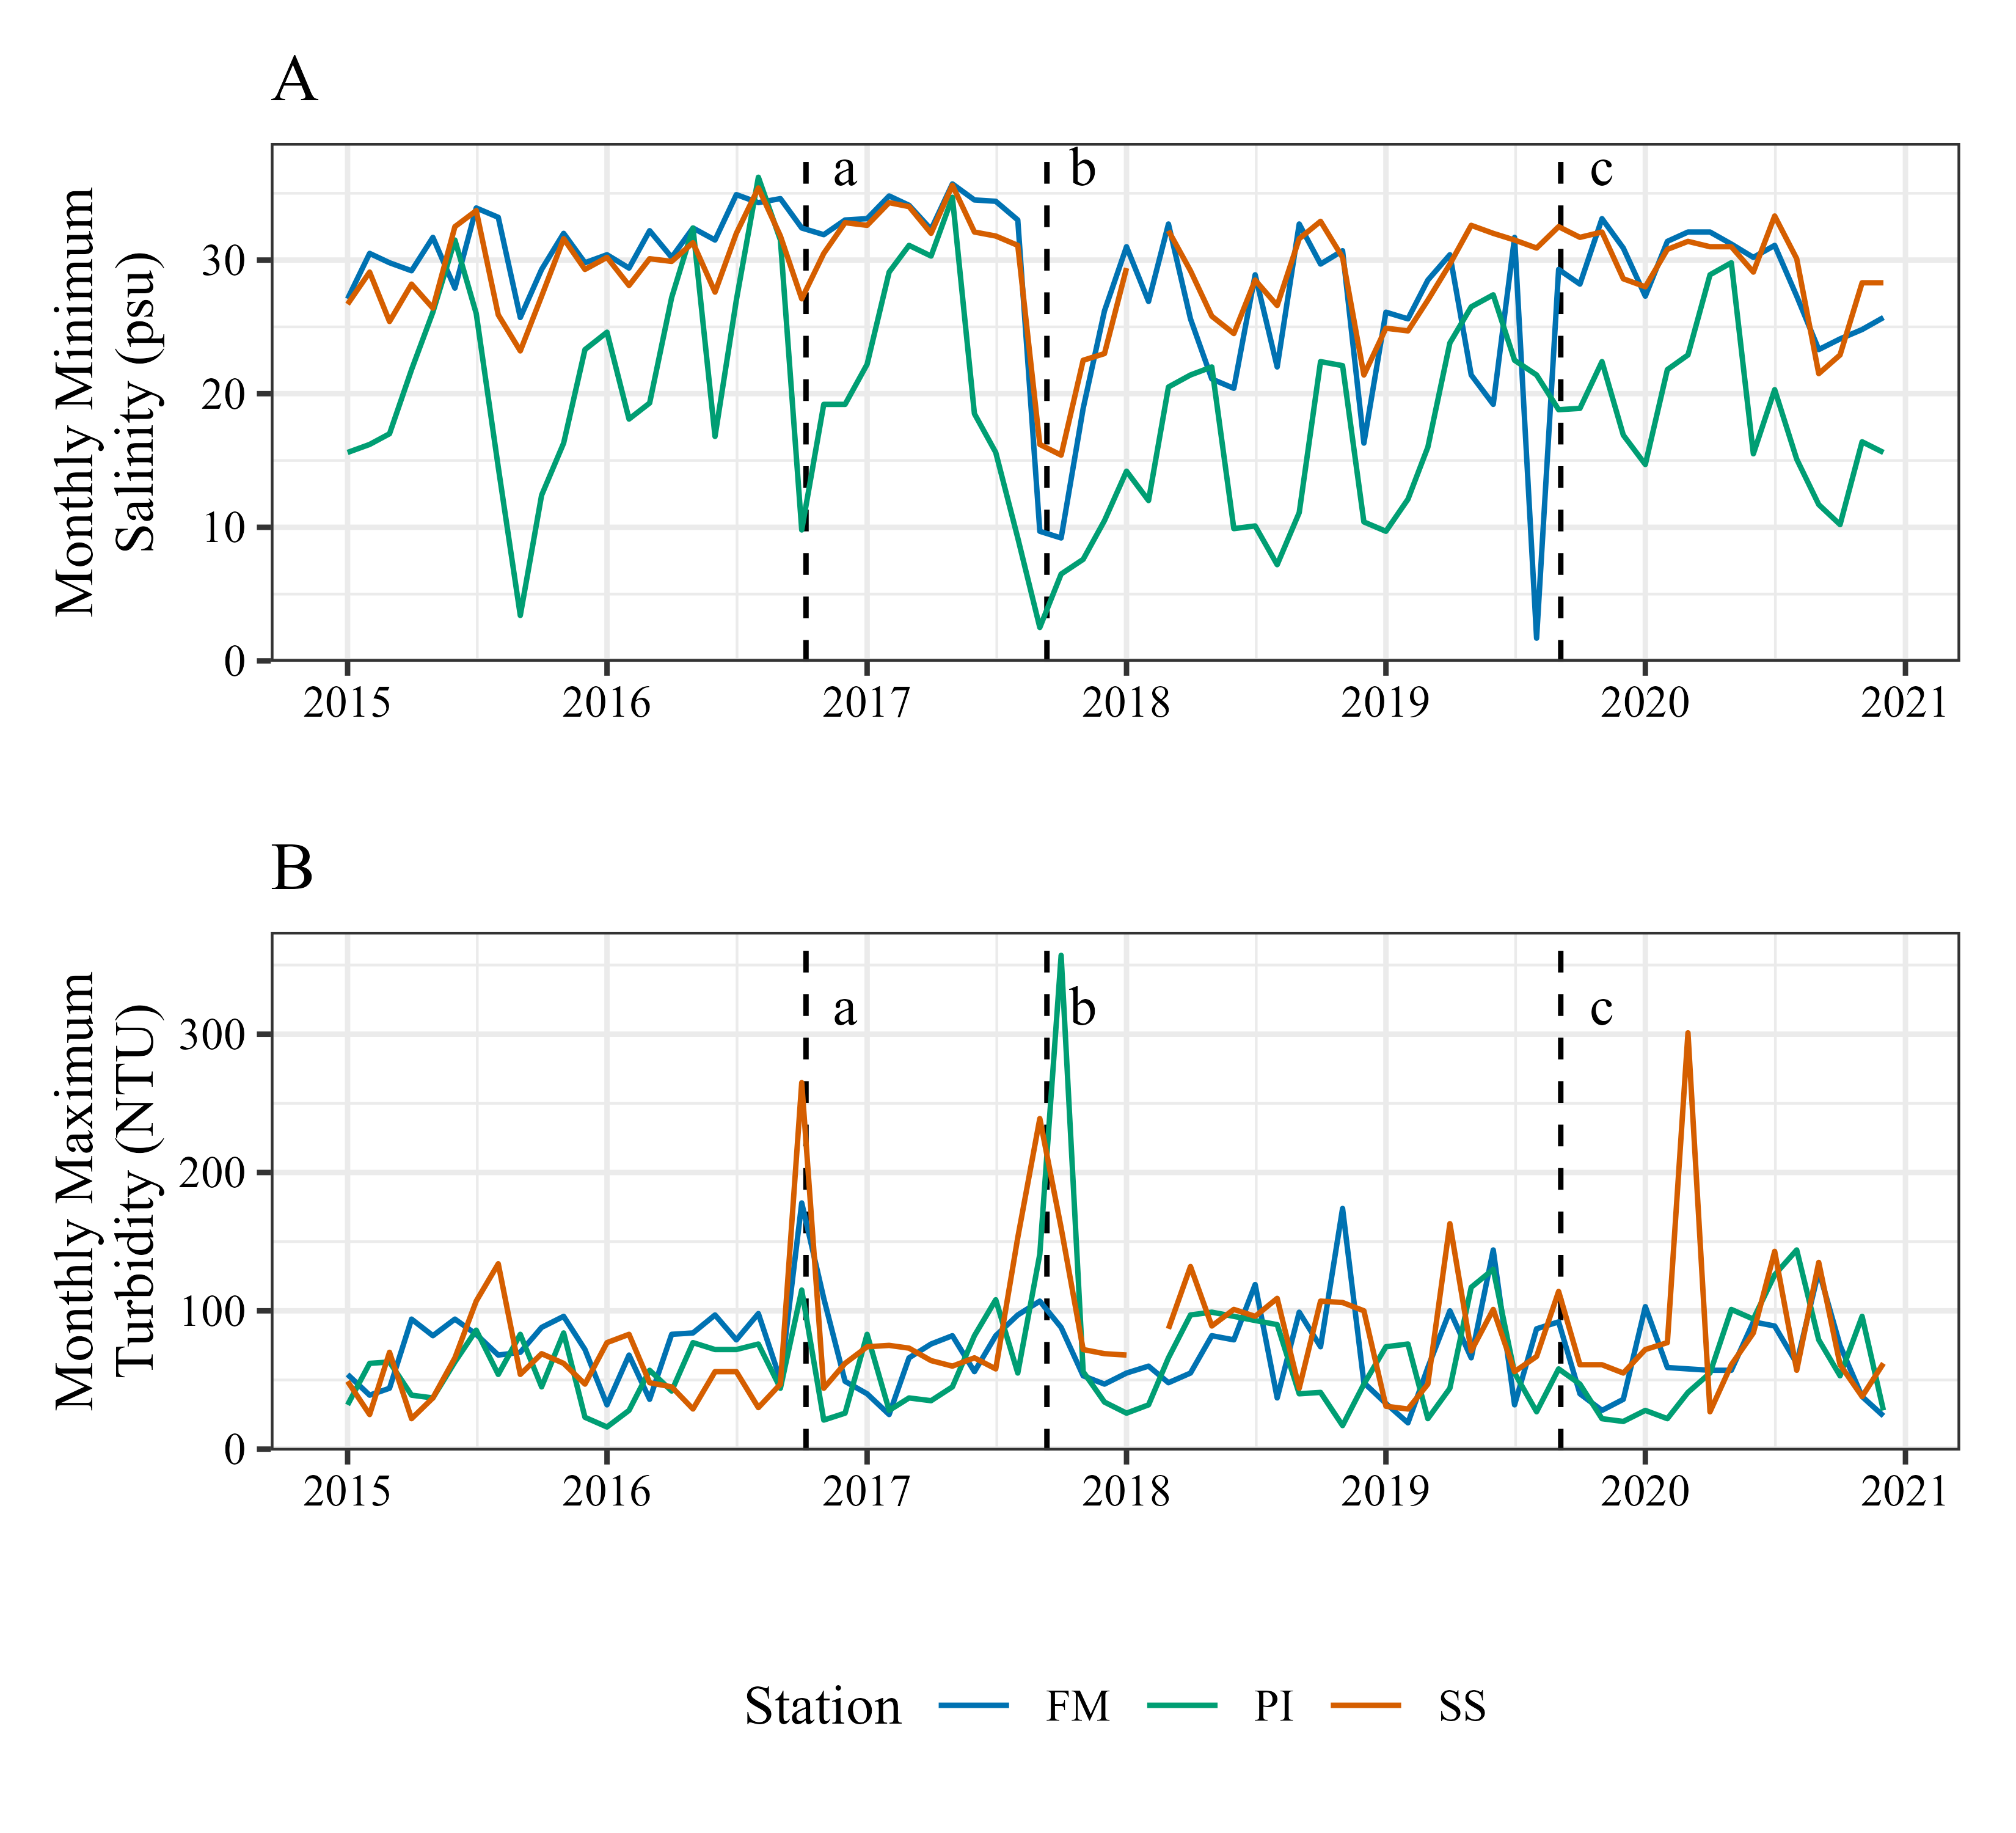 A
Monthly Minimum
Salinity (psu)
a b c
30
20
10
0
2015 2016 2017 2018 2019 2020 2021
B
Monthly Maximum
Turbidity (NTU)
a b c
300
200
100
0
2015 2016 2017 2018 2019 2020 2021
Station FM PI SS